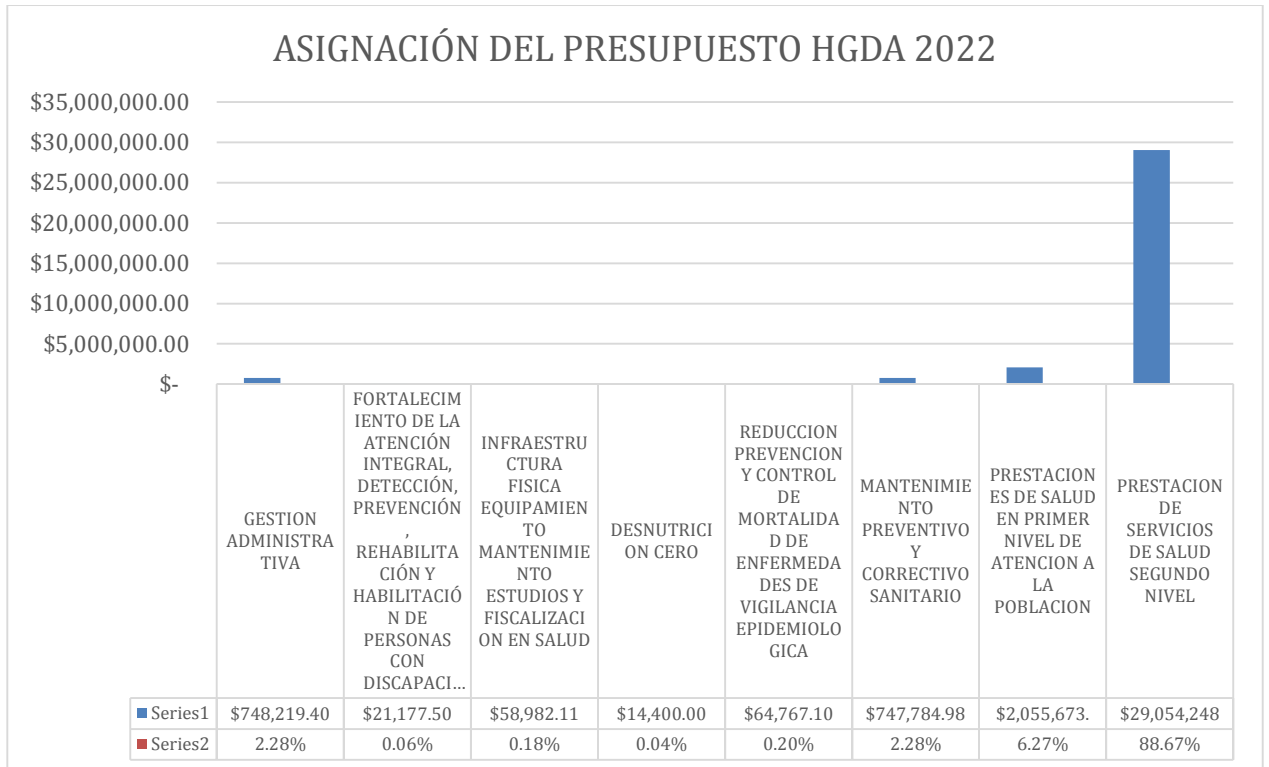 ASIGNACIÓN DEL PRESUPUESTO HGDA 2022
$35,000,000.00
$30,000,000.00
$25,000,000.00
$20,000,000.00
$15,000,000.00
$10,000,000.00
$5,000,000.00
$-
GESTION
ADMINISTRA
TIVA
FORTALECIM
IENTO DE LA
ATENCIÓN
INTEGRAL,
DETECCIÓN,
PREVENCIÓN
,
REHABILITA
CIÓN Y
HABILITACIÓ
N DE
PERSONAS
CON
DISCAPACI...
INFRAESTRU
CTURA
FISICA
EQUIPAMIEN
TO
MANTENIMIE
NTO
ESTUDIOS Y
FISCALIZACI
ON EN SALUD
DESNUTRICI
ON CERO
REDUCCION
PREVENCION
Y CONTROL
DE
MORTALIDA
D DE
ENFERMEDA
DES DE
VIGILANCIA
EPIDEMIOLO
GICA
MANTENIMIE
NTO
PREVENTIVO
Y
CORRECTIVO
SANITARIO
PRESTACION
ES DE SALUD
EN PRIMER
NIVEL DE
ATENCION A
LA
POBLACION
PRESTACION
DE
SERVICIOS
DE SALUD
SEGUNDO
NIVEL
Series1 $748,219.40 $21,177.50 $58,982.11 $14,400.00 $64,767.10 $747,784.98 $2,055,673. $29,054,248
Series2 2.28% 0.06% 0.18% 0.04% 0.20% 2.28% 6.27% 88.67%